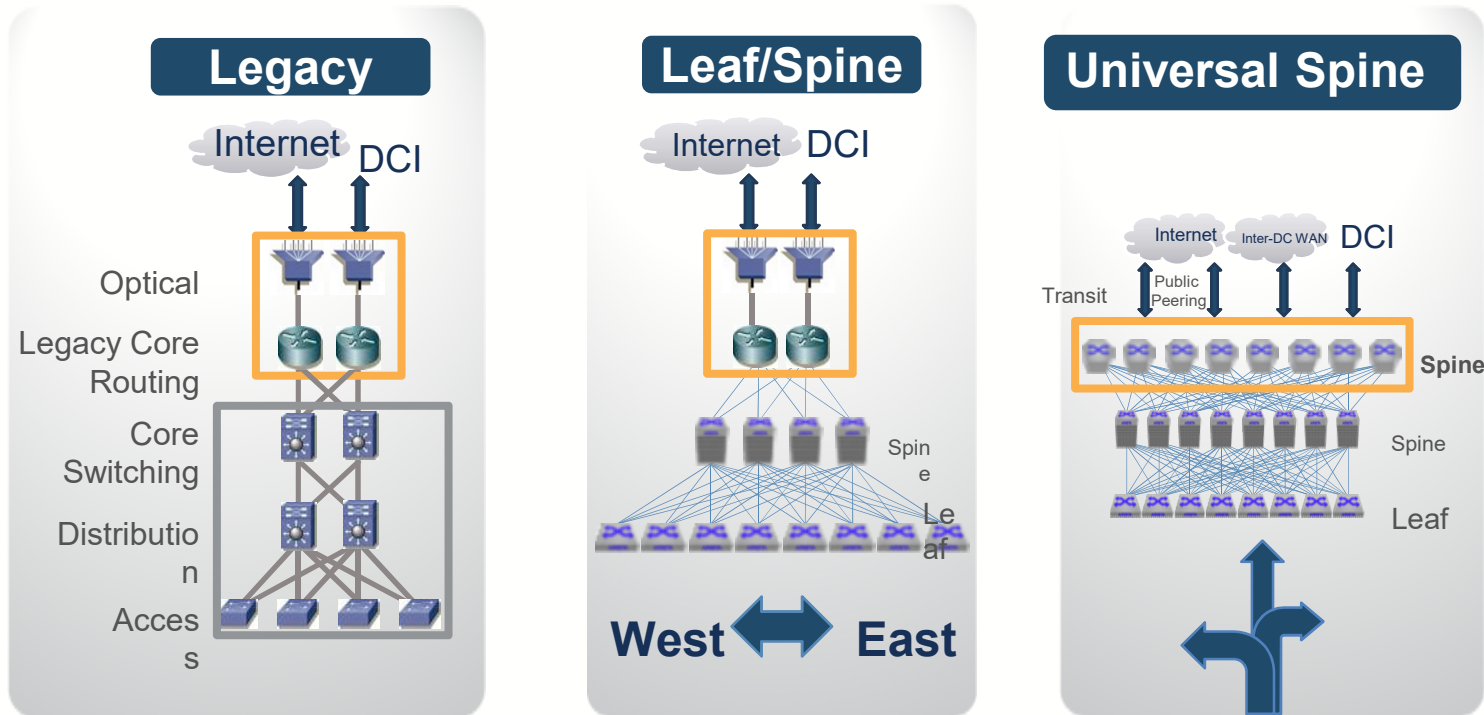 Legacy
Internet
DCI
Optical
Legacy Core
Routing
Core
Switching
Distributio
n
Acces
s
Leaf/Spine
Internet
DCI
Spin
e
Le
af
West
East
Universal Spine
Internet
Inter-DC WAN
DCI
Transit
Public
Peering
Spine
Spine
Leaf